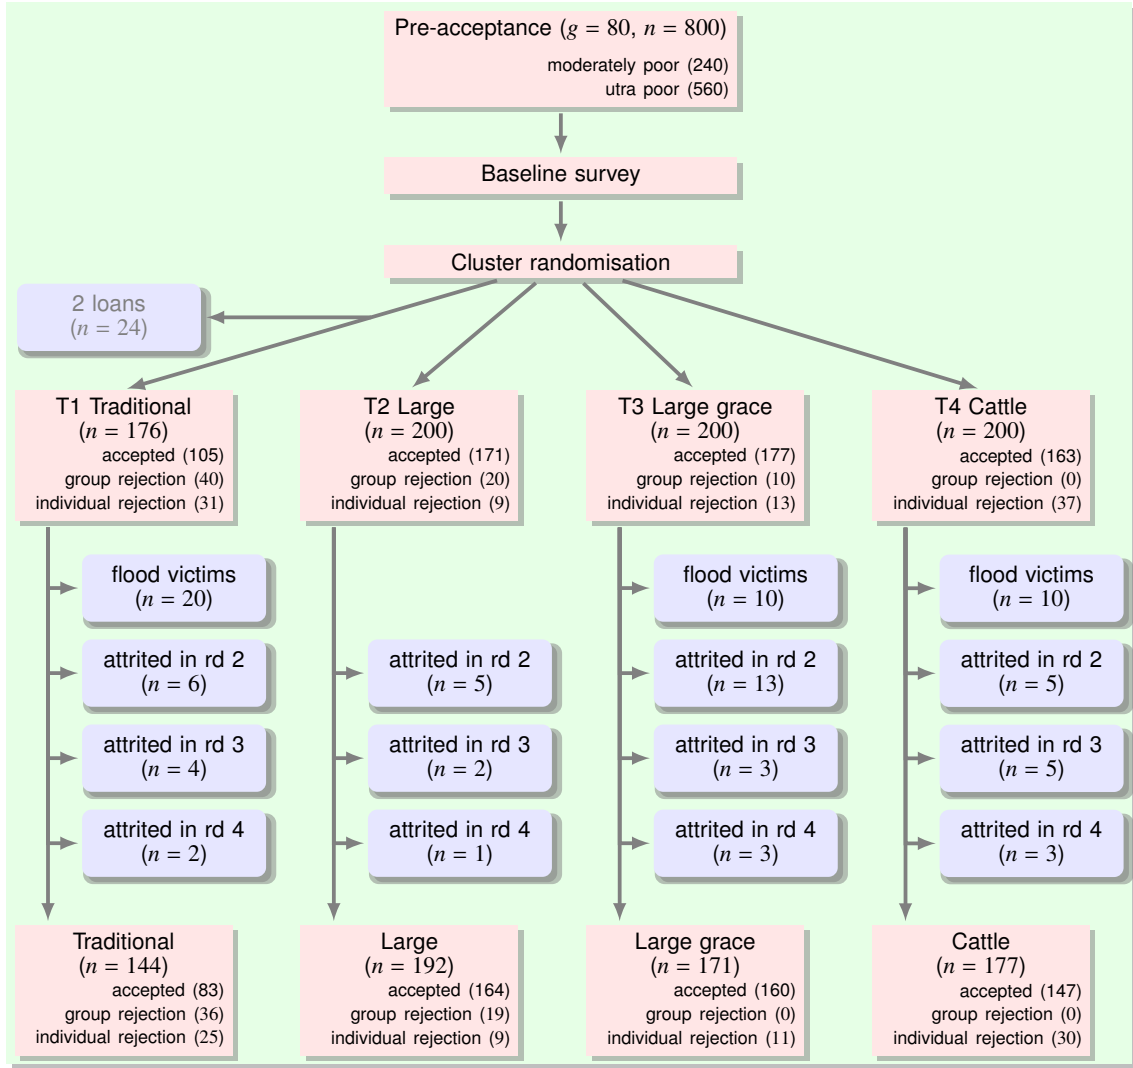 Pre-acceptance (g = 80, n = 800)
moderately poor (240)
utra poor (560)
Baseline survey
Cluster randomisation
2 loans
(n = 24)
T1 Traditional
(n = 176)
accepted (105)
group rejection (40)
individual rejection (31)
T2 Large
(n = 200)
accepted (171)
group rejection (20)
individual rejection (9)
T3 Large grace
(n = 200)
accepted (177)
group rejection (10)
individual rejection (13)
T4 Cattle
(n = 200)
accepted (163)
group rejection (0)
individual rejection (37)
flood victims
(n = 20)
attrited in rd 2
(n = 6)
attrited in rd 3
(n = 4)
attrited in rd 4
(n = 2)
attrited in rd 2
(n = 5)
attrited in rd 3
(n = 2)
attrited in rd 4
(n = 1)
flood victims
(n = 10)
attrited in rd 2
(n = 13)
attrited in rd 3
(n = 3)
attrited in rd 4
(n = 3)
flood victims
(n = 10)
attrited in rd 2
(n = 5)
attrited in rd 3
(n = 5)
attrited in rd 4
(n = 3)
Traditional
(n = 144)
accepted (83)
group rejection (36)
individual rejection (25)
Large
(n = 192)
accepted (164)
group rejection (19)
individual rejection (9)
Large grace
(n = 171)
accepted (160)
group rejection (0)
individual rejection (11)
Cattle
(n = 177)
accepted (147)
group rejection (0)
individual rejection (30)